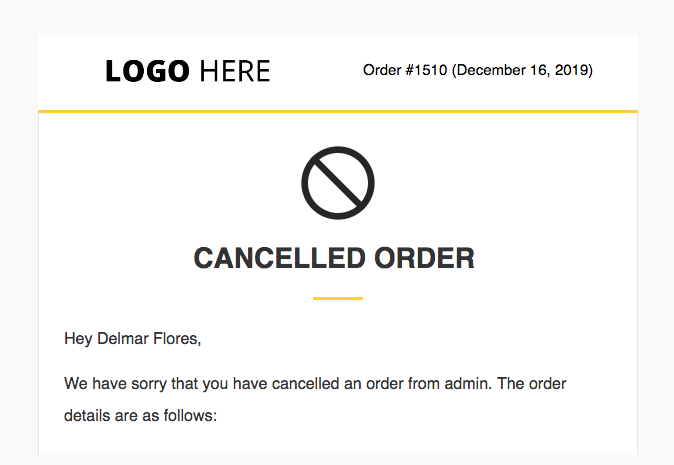 LOGO HERE
Order #1510 (December 16, 2019)
CANCELLED ORDER
Hey Delmar Flores,
We have sorry that you have cancelled an order from admin. The order
details are as follows: